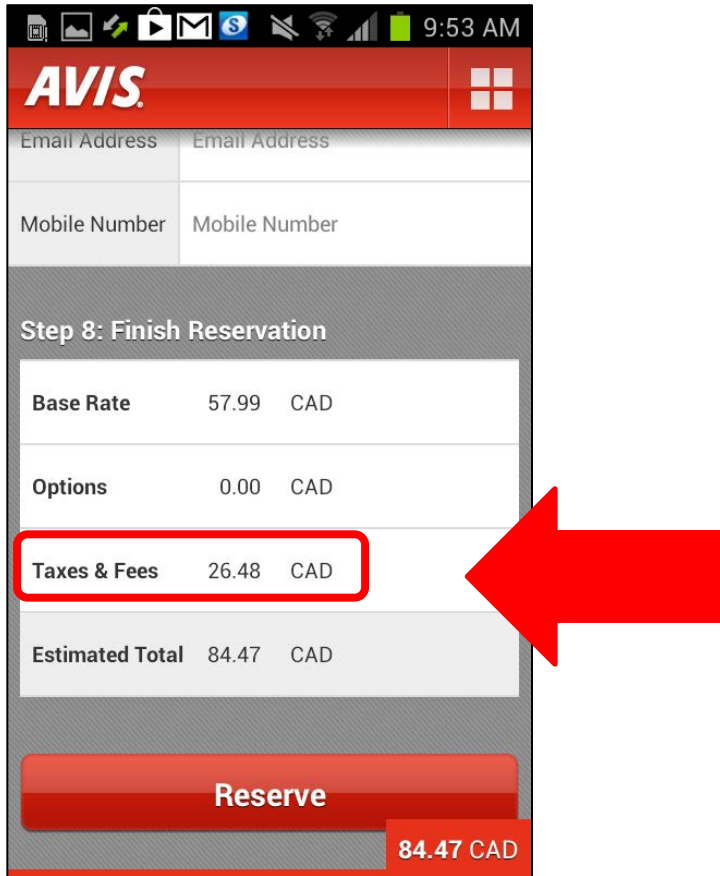 9:53 AM
AVIS
Email Address Email Address
Mobile Number Mobile Number
Step 8: Finish Reservation
Base Rate 57.99 CAD
Options 0.00 CAD
Taxes & Fees 26.48 CAD
Estimated Total 84.47 CAD
Reserve
84.47 CAD